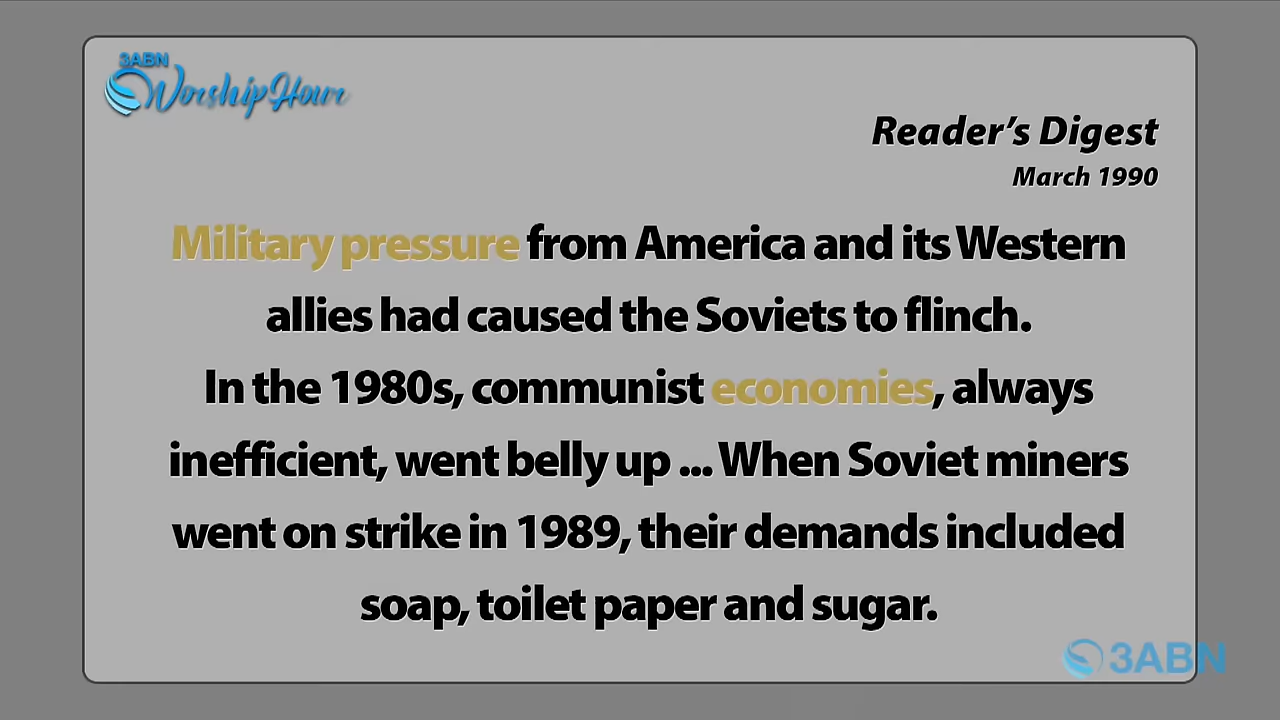 3ABN
Worship Hour
Reader's Digest
March 1990
Military pressure from America and its Western
allies had caused the Soviets to flinch.
In the 1980s, communist economies, always
inefficient, went belly up ... When Soviet miners
went on strike in 1989, their demands included
soap, toilet paper and sugar.
3ABN